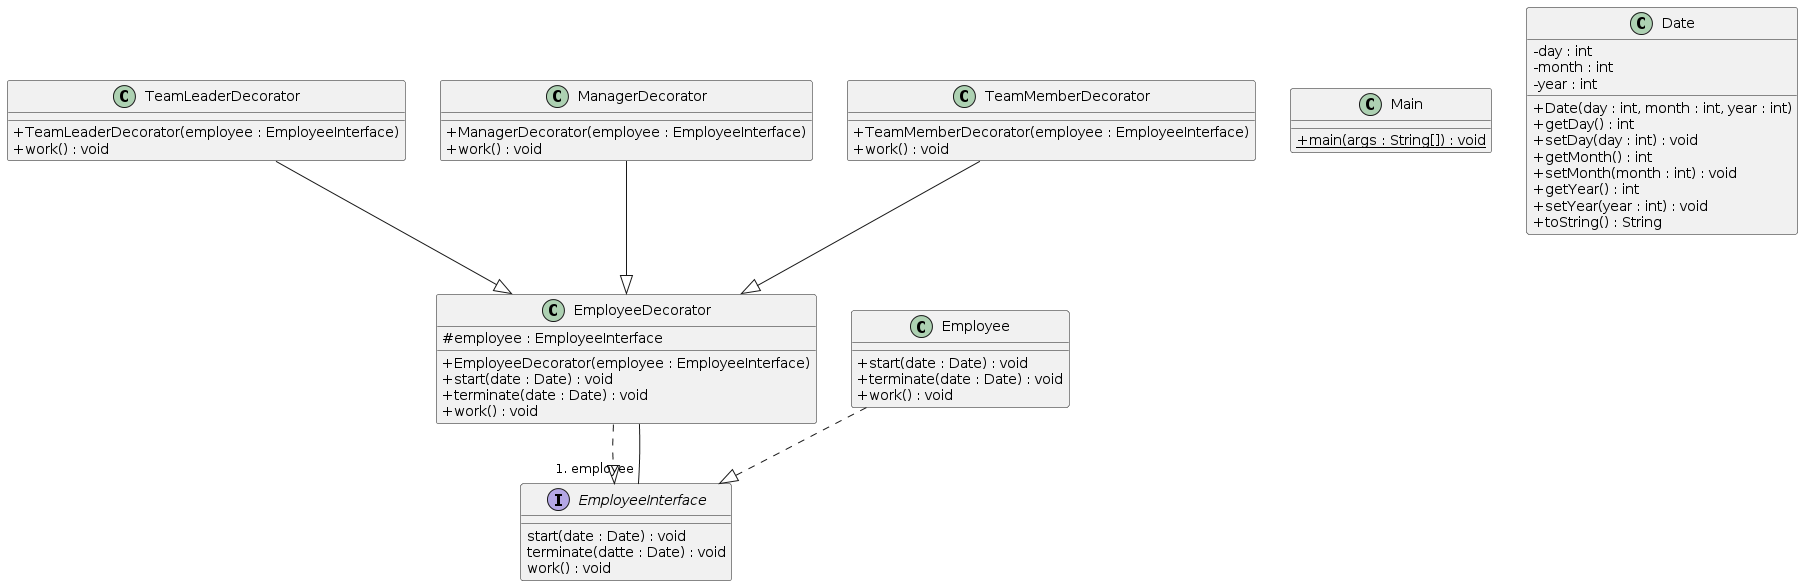 C TeamLeaderDecorator
+TeamLeaderDecorator(employee : EmployeeInterface)
+work() : void
C ManagerDecorator
+ManagerDecorator(employee : EmployeeInterface)
+work() : void
C TeamMemberDecorator
+TeamMemberDecorator(employee : EmployeeInterface)
+work() : void
C Main
+main(args : String[]) : void
C Date
-day : int
-month : int
-year : int
+Date(day : int, month : int, year : int)
+getDay() : int
+setDay(day : int) : void
+getMonth() : int
+setMonth(month : int) : void
+getYear() : int
+setYear(year : int) : void
+toString() : String
C EmployeeDecorator
#employee : EmployeeInterface
+EmployeeDecorator(employee : EmployeeInterface)
+start(date : Date) : void
+terminate(date : Date) : void
+work() : void
C Employee
+start(date : Date) : void
+terminate(date : Date) : void
+work() : void
1. employee
I EmployeeInterface
start(date : Date) : void
terminate(datte : Date) : void
work() : void